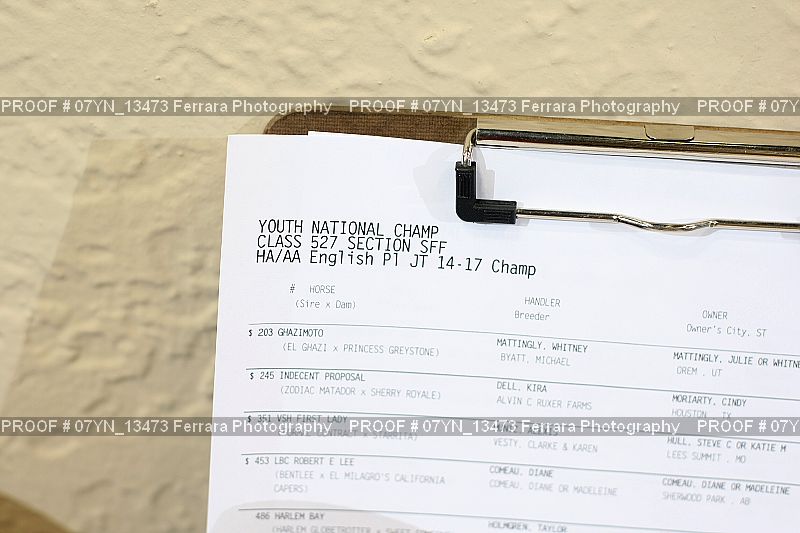 PROOF # 07YN_13473 Ferrara Photography PROOF # 07YN_13473 Ferrara Photography PROOF # 07Y
YOUTH NATIONAL CHAMP
CLASS 527 SECTION SFF
HA/AA English Pl JT 14-17 Champ
# HORSE HANDLER OWNER
(Sire x Dam) Breeder Owner's City, ST
$ 203 GHAZIMOTO MATTINGLY, WHITNEY MATTINGLY, JULIE OR WHITNE
(EL GHAZI x PRINCESS GREYSTONE) BYATT, MICHAEL OREM , UT
$ 245 INDECENT PROPOSAL DELL, KIRA MORIARTY, CINDY
(ZODIAC MATADOR x SHERRY ROYALE) ALVIN C RUXER FARMS HOUSTON , TX
PROOF # 07YN_13473 Ferrara Photography PROOF # 07YN_13473 Ferrara Photography PROOF # 07Y
$ 351 VSH FIRST LADY HULL, STEVE C OR KATIE M
CONTRACT x STARRITA) VESTY, CLARKE & KAREN LEES SUMMIT , MO
$ 453 LBC ROBERT E LEE COMEAU, DIANE COMEAU, DIANE OR MADELEINE
(BENTLEE x EL MILAGRO'S CALIFORNIA COMEAU, DIANE OR MADELEINE SHERWOOD PARK , AB
CAPERS)
486 HARLEM BAY HOLMGREN, TAYLOR
(HARLEM GLOBETROTTER x SWEET